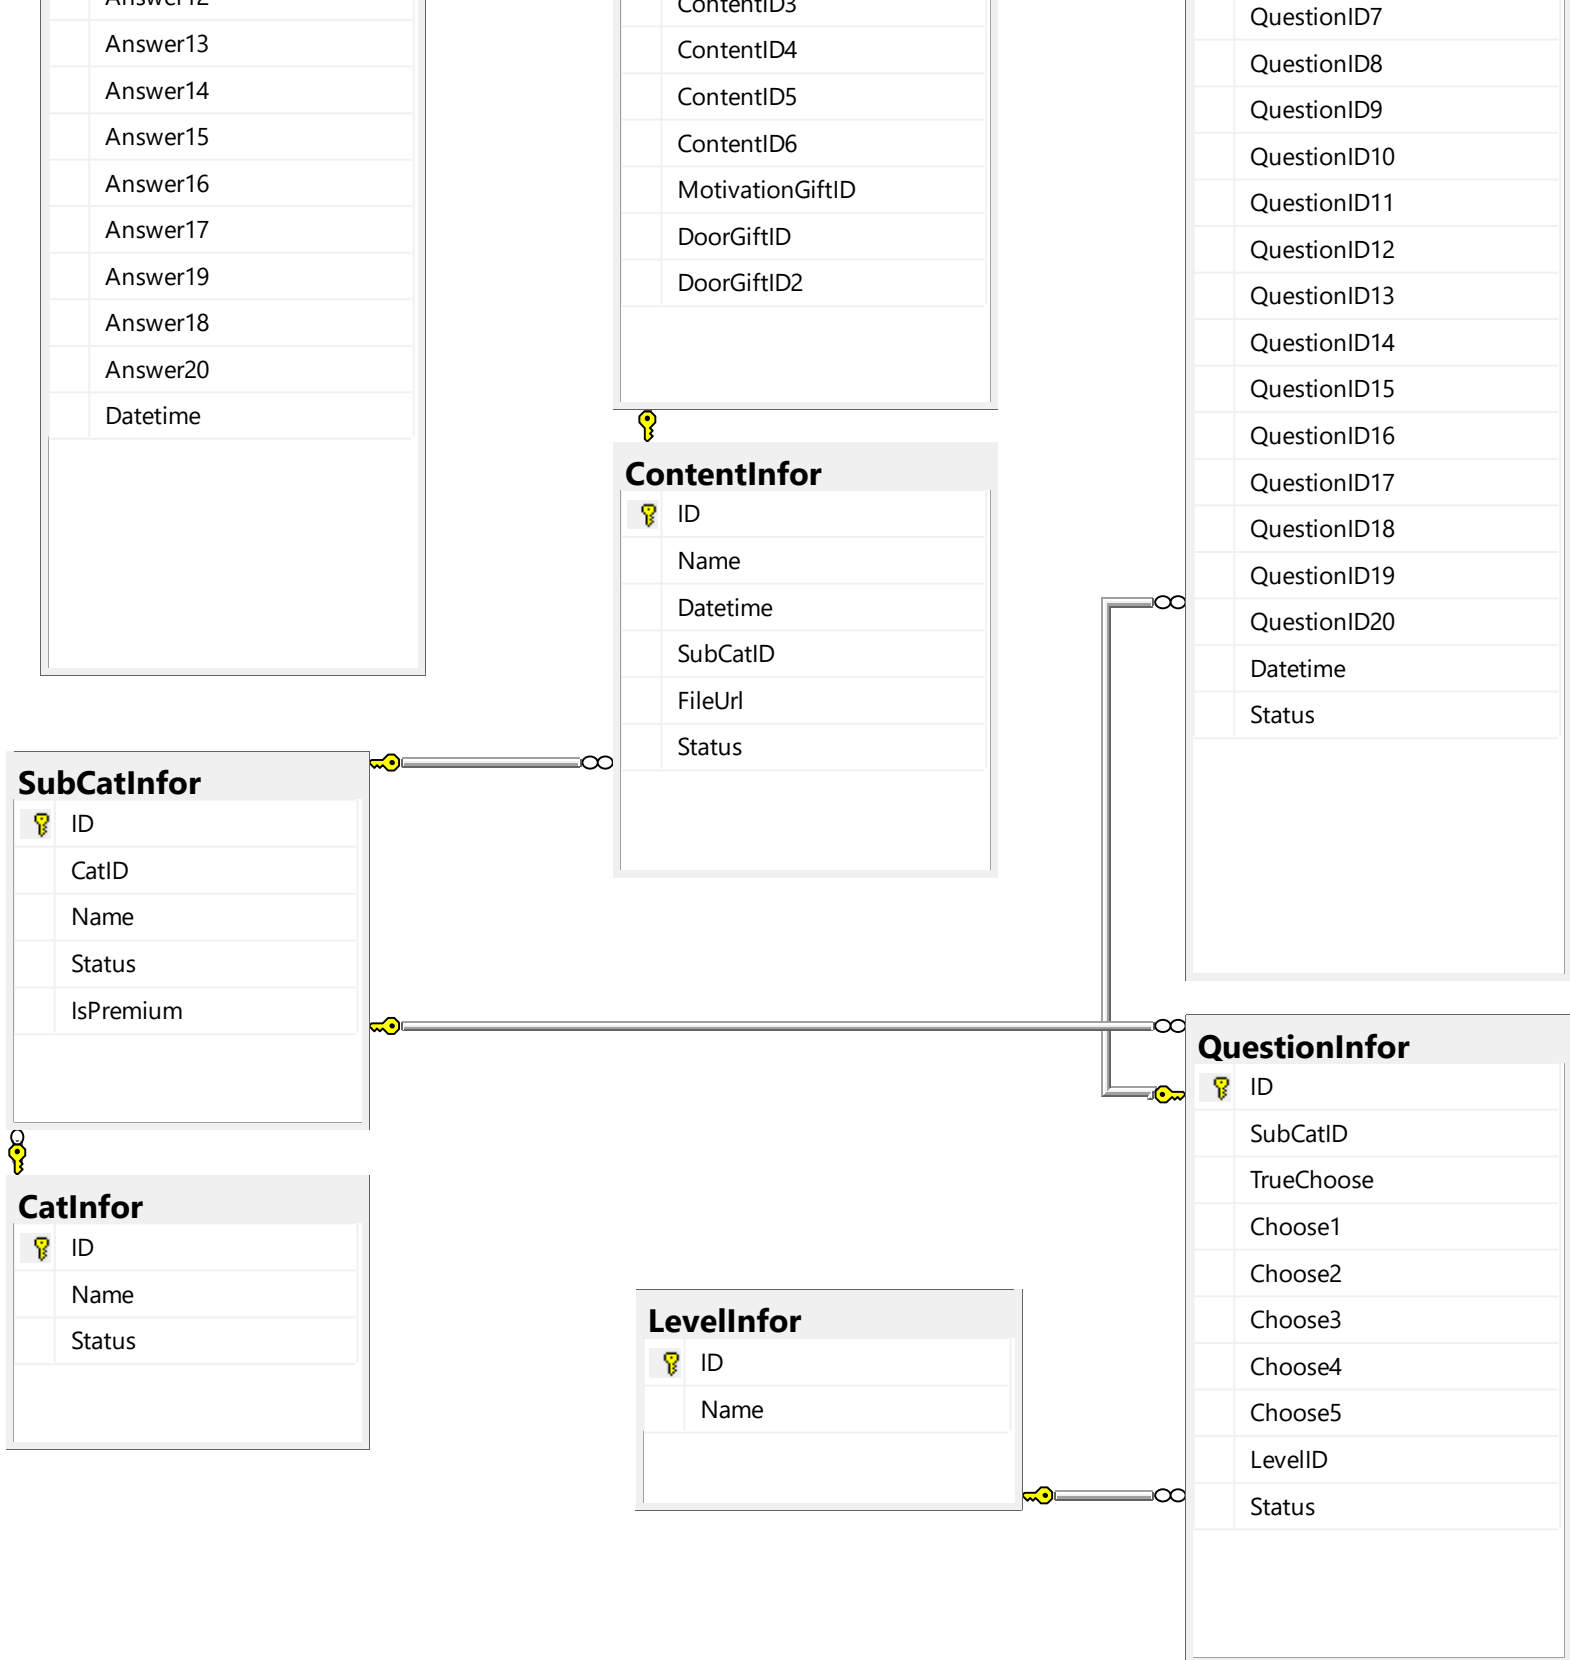 Answer13
Answer14
Answer15
Answer16
Answer17
Answer19
Answer18
Answer20
Datetime
ContentID3
ContentID4
ContentID5
ContentID6
MotivationGiftID
DoorGiftID
DoorGiftID2
QuestionID7
QuestionID8
QuestionID9
QuestionID10
QuestionID11
QuestionID12
QuestionID13
QuestionID14
QuestionID15
QuestionID16
QuestionID17
QuestionID18
QuestionID19
QuestionID20
Datetime
Status
ContentInfor
ID
Name
Datetime
SubCatID
FileUrl
Status
SubCatInfor
ID
CatID
Name
Status
IsPremium
CatInfor
ID
Name
Status
LevelInfor
ID
Name
QuestionInfor
ID
SubCatID
TrueChoose
Choose1
Choose2
Choose3
Choose4
Choose5
LevelID
Status